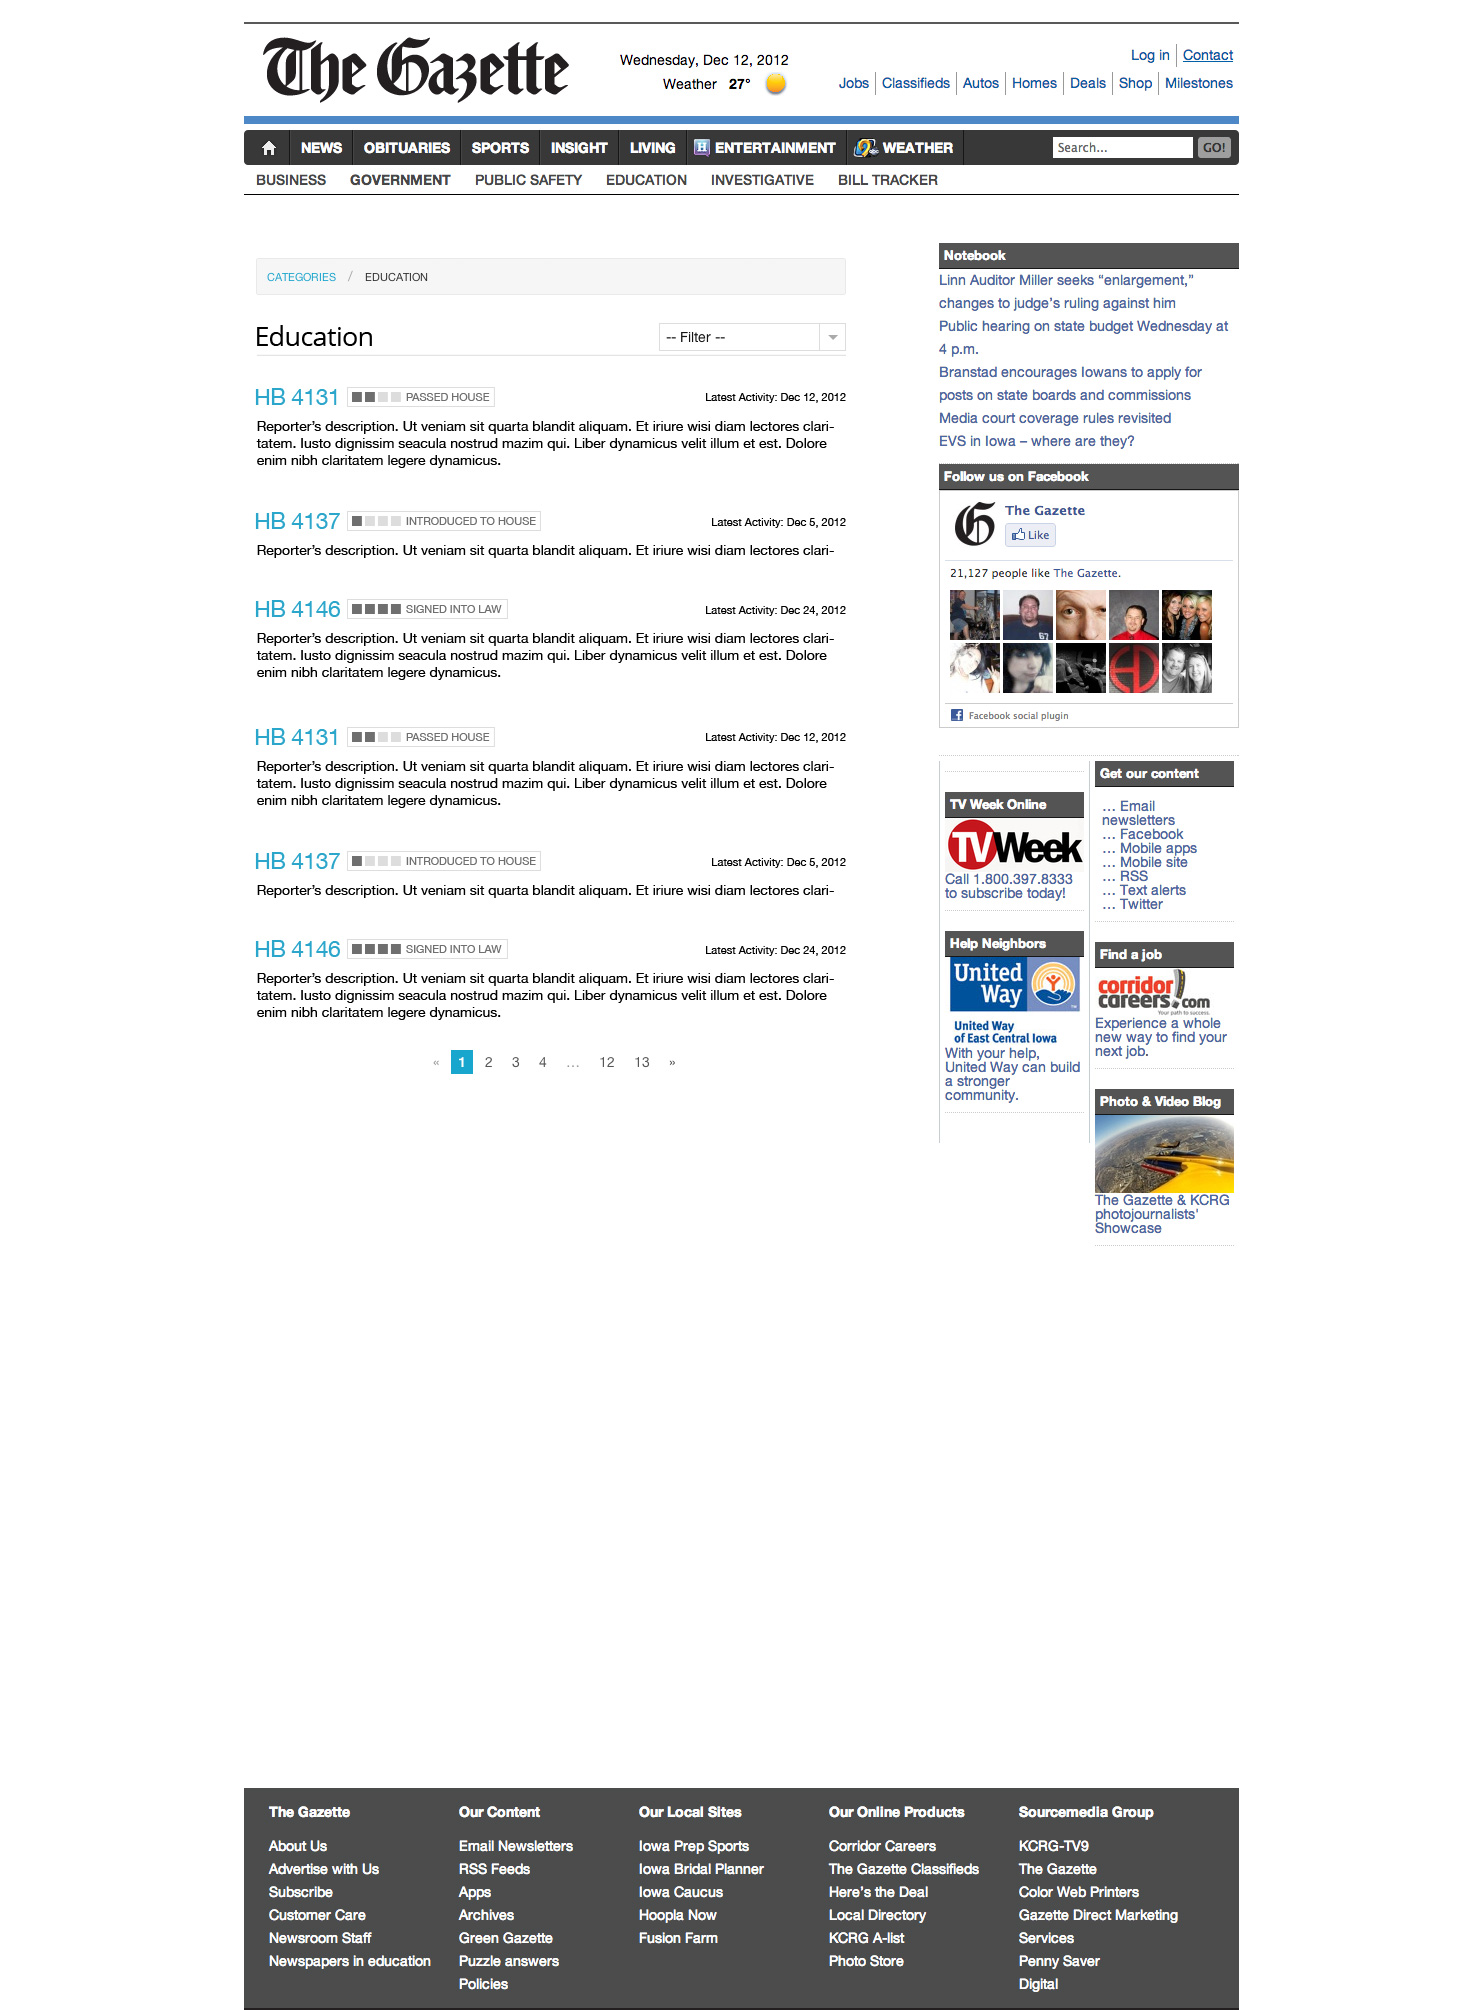 The Gazette
Wednesday, Dec 12, 2012
Weather 27°
Log in Contact
Jobs Classifieds Autos Homes Deals Shop Milestones
NEWS OBITUARIES SPORTS INSIGHT LIVING ENTERTAINMENT WEATHER Search... GO!
BUSINESS GOVERNMENT PUBLIC SAFETY EDUCATION INVESTIGATIVE BILL TRACKER
CATEGORIES / EDUCATION
Education
-- Filter --
HB 4131 PASSED HOUSE Latest Activity: Dec 12, 2012
Reporter’s description. Ut veniam sit quarta blandit aliquam. Et iriure wisi diam lectores clari-
tatem. Iusto dignissim seacula nostrud mazim qui. Liber dynamicus velit illum et est. Dolore
enim nibh claritatem legere dynamicus.
HB 4137 INTRODUCED TO HOUSE Latest Activity: Dec 5, 2012
Reporter’s description. Ut veniam sit quarta blandit aliquam. Et iriure wisi diam lectores clari-
HB 4146 SIGNED INTO LAW Latest Activity: Dec 24, 2012
Reporter’s description. Ut veniam sit quarta blandit aliquam. Et iriure wisi diam lectores clari-
tatem. Iusto dignissim seacula nostrud mazim qui. Liber dynamicus velit illum et est. Dolore
enim nibh claritatem legere dynamicus.
HB 4131 PASSED HOUSE Latest Activity: Dec 12, 2012
Reporter’s description. Ut veniam sit quarta blandit aliquam. Et iriure wisi diam lectores clari-
tatem. Iusto dignissim seacula nostrud mazim qui. Liber dynamicus velit illum et est. Dolore
enim nibh claritatem legere dynamicus.
HB 4137 INTRODUCED TO HOUSE Latest Activity: Dec 5, 2012
Reporter’s description. Ut veniam sit quarta blandit aliquam. Et iriure wisi diam lectores clari-
HB 4146 SIGNED INTO LAW Latest Activity: Dec 24, 2012
Reporter’s description. Ut veniam sit quarta blandit aliquam. Et iriure wisi diam lectores clari-
tatem. Iusto dignissim seacula nostrud mazim qui. Liber dynamicus velit illum et est. Dolore
enim nibh claritatem legere dynamicus.
« 1 2 3 4 ... 12 13 »
Notebook
Linn Auditor Miller seeks “enlargement,”
changes to judge’s ruling against him
Public hearing on state budget Wednesday at
4 p.m.
Branstad encourages Iowans to apply for
posts on state boards and commissions
Media court coverage rules revisited
EVS in Iowa – where are they?
Follow us on Facebook
G
The Gazette
Like
21,127 people like The Gazette.
67
Facebook social plugin
TV Week Online
TVWeek
Call 1.800.397.8333
to subscribe today!
Help Neighbors
United
Way
United Way
of East Central Iowa
With your help,
United Way can build
a stronger
community.
Get our content
... Email
newsletters
... Facebook
... Mobile apps
... Mobile site
... RSS
... Text alerts
... Twitter
Find a job
corridor
careers!.com
Your path to success.
Experience a whole
new way to find your
next job.
Photo & Video Blog
The Gazette & KCRG
photojournalists'
Showcase
The Gazette
About Us
Advertise with Us
Subscribe
Customer Care
Newsroom Staff
Newspapers in education
Our Content
Email Newsletters
RSS Feeds
Apps
Archives
Green Gazette
Puzzle answers
Policies
Our Local Sites
Iowa Prep Sports
Iowa Bridal Planner
Iowa Caucus
Hoopla Now
Fusion Farm
Our Online Products
Corridor Careers
The Gazette Classifieds
Here’s the Deal
Local Directory
KCRG A-list
Photo Store
Sourcemedia Group
KCRG-TV9
The Gazette
Color Web Printers
Gazette Direct Marketing
Services
Penny Saver
Digital